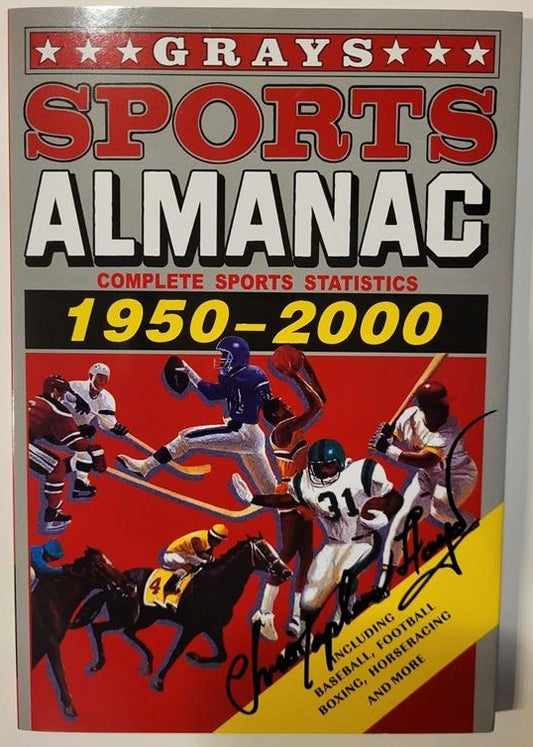 ★★★GRAYS★★★
SPORTS
ALMANAC
COMPLETE SPORTS STATISTICS
1950–2000
31
4
Christopher Lloyd
INCLUDING
BASEBALL, FOOTBALL
BOXING, HORSERACING
AND MORE